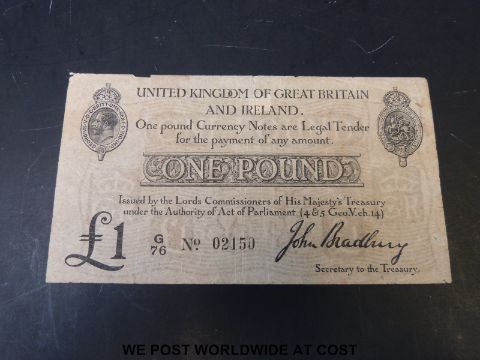 UNITED KINGDOM OF GREAT BRITAIN
AND IRELAND.
One pound Currency Notes are Legal Tender
for the payment of any amount.
ONE POUND
Issued by the Lords Commissioners of His Majesty's Treasury
under the Authority of Act of Parliament (4 & 5 Geo. V. ch. 14)
£1 G/76 Nº 02150 John Bradbury
Secretary to the Treasury.
WE POST WORLDWIDE AT COST